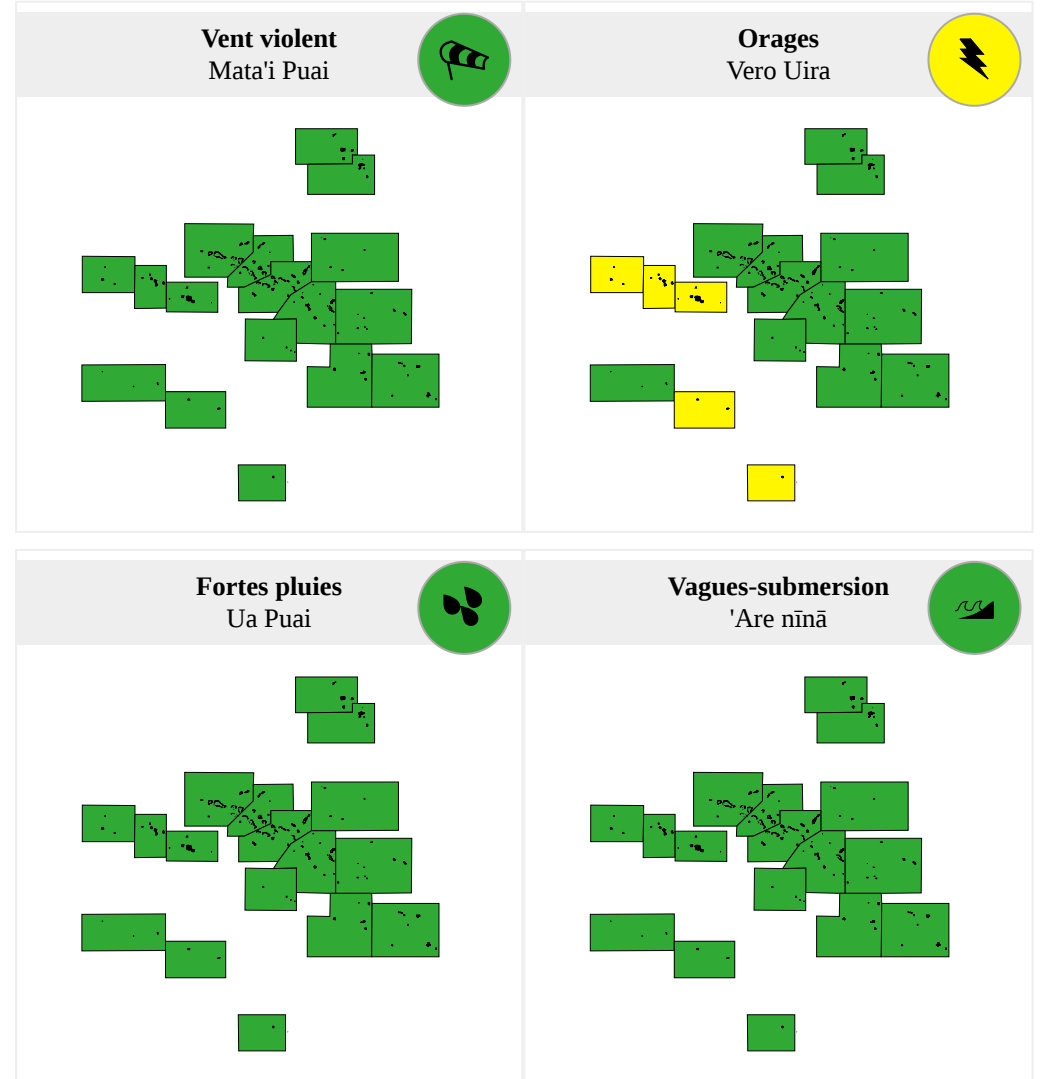 Vent violent
Mata'i Puai
Orages
Vero Uira
Fortes pluies
Ua Puai
Vagues-submersion
'Are nīnā